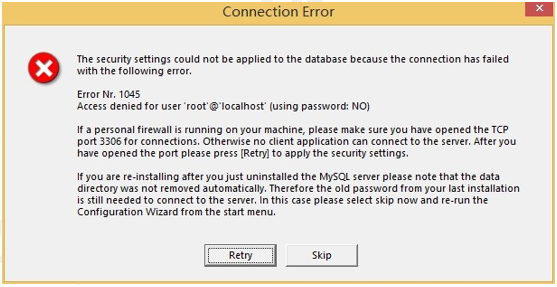 Connection Error
The security settings could not be applied to the database because the connection has failed
with the following error.
Error Nr. 1045
Access denied for user 'root'@'localhost' (using password: NO)
If a personal firewall is running on your machine, please make sure you have opened the TCP
port 3306 for connections. Otherwise no client application can connect to the server. After you
have opened the port please press [Retry] to apply the security settings.
If you are re-installing after you just uninstalled the MySQL server please note that the data
directory was not removed automatically. Therefore the old password from your last installation
is still needed to connect to the server. In this case please select skip now and re-run the
Configuration Wizard from the start menu.
Retry
Skip